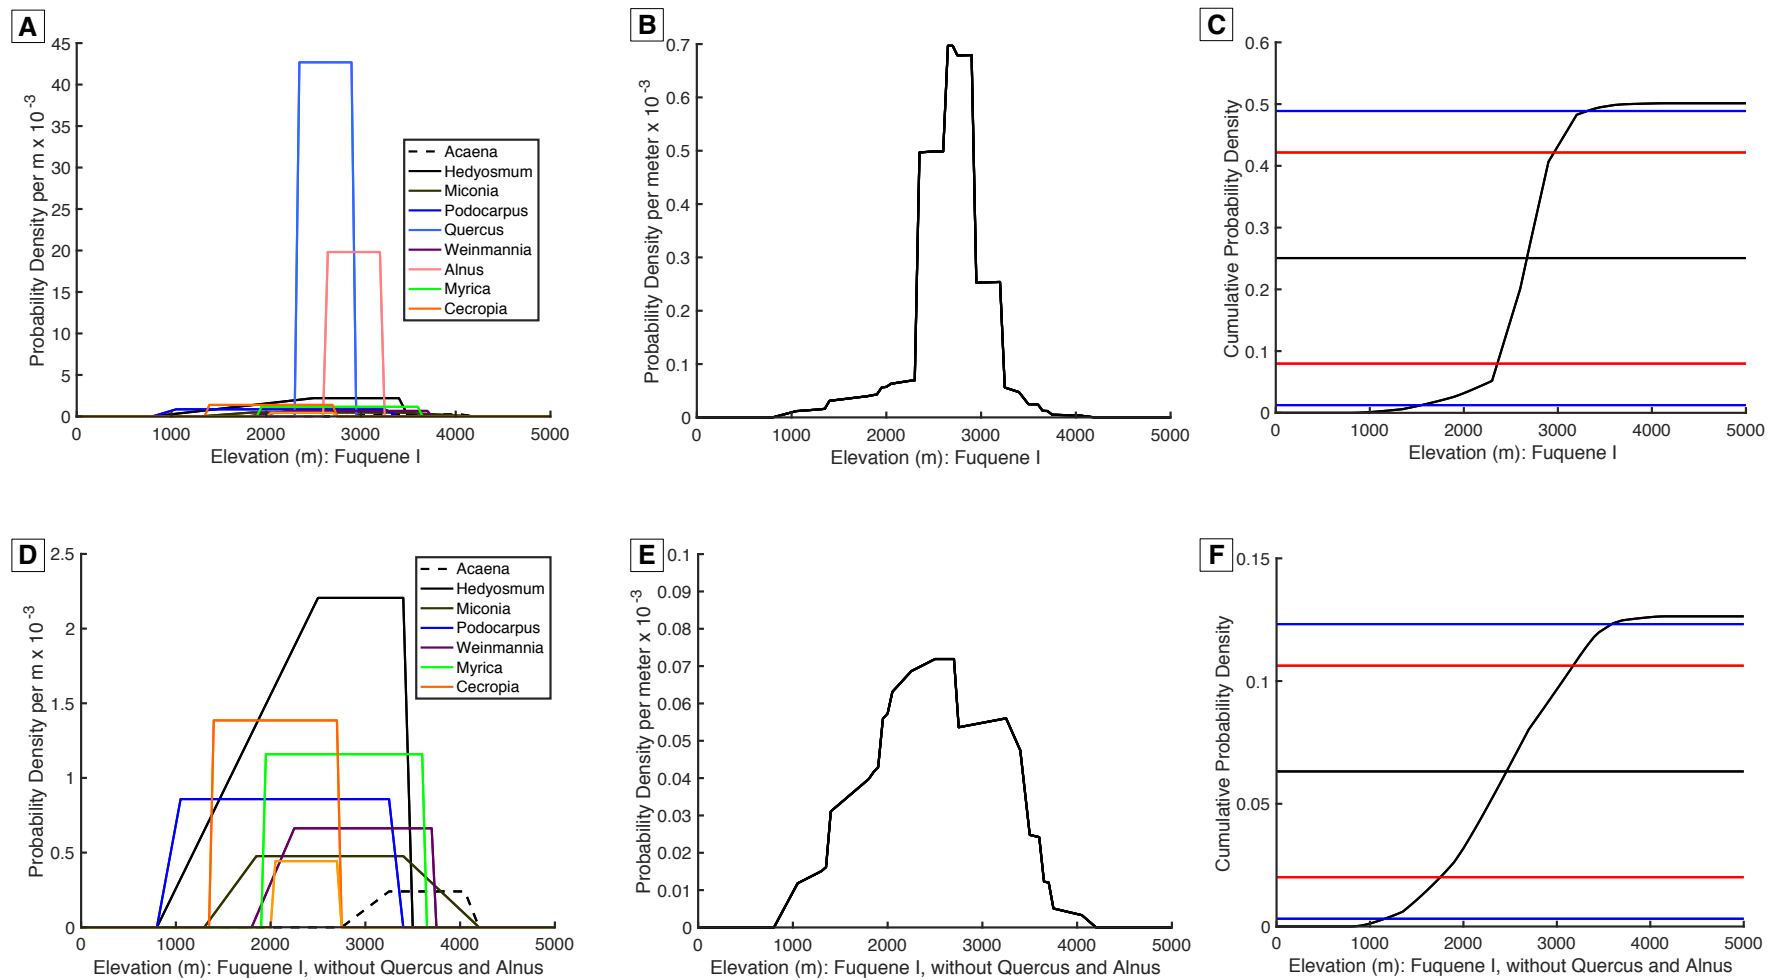 A
Probability Density per m x 10^-3
45
40
35
30
25
20
15
10
5
0
0 1000 2000 3000 4000 5000
Elevation (m): Fuquene I
Acaena
Hedyosmum
Miconia
Podocarpus
Quercus
Weinmannia
Alnus
Myrica
Cecropia
B
Probability Density per meter x 10^-3
0.7
0.6
0.5
0.4
0.3
0.2
0.1
0
0 1000 2000 3000 4000 5000
Elevation (m): Fuquene I
C
Cumulative Probability Density
0.6
0.5
0.4
0.3
0.2
0.1
0
0 1000 2000 3000 4000 5000
Elevation (m): Fuquene I
D
Probability Density per m x 10^-3
2.5
2
1.5
1
0.5
0
0 1000 2000 3000 4000 5000
Elevation (m): Fuquene I, without Quercus and Alnus
Acaena
Hedyosmum
Miconia
Podocarpus
Weinmannia
Myrica
Cecropia
E
Probability Density per meter x 10^-3
0.1
0.09
0.08
0.07
0.06
0.05
0.04
0.03
0.02
0.01
0
0 1000 2000 3000 4000 5000
Elevation (m): Fuquene I, without Quercus and Alnus
F
Cumulative Probability Density
0.15
0.1
0.05
0
0 1000 2000 3000 4000 5000
Elevation (m): Fuquene I, without Quercus and Alnus